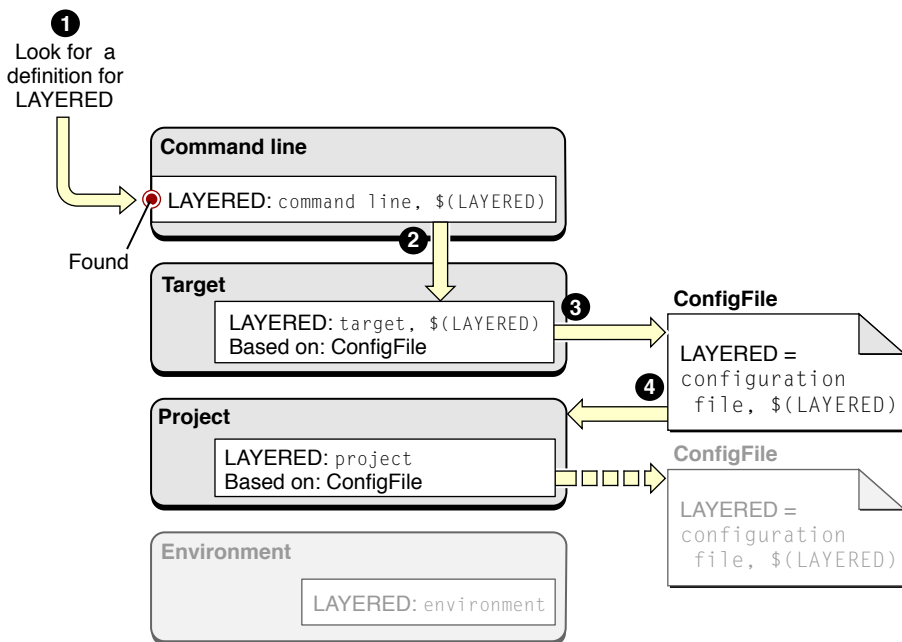 1
Look for a
definition for
LAYERED
Command line
LAYERED: command line, $(LAYERED)
Found
2
Target
LAYERED: target, $(LAYERED)
Based on: ConfigFile
3
ConfigFile
LAYERED =
configuration
file, $(LAYERED)
4
Project
LAYERED: project
Based on: ConfigFile
ConfigFile
LAYERED =
configuration
file, $(LAYERED)
Environment
LAYERED: environment